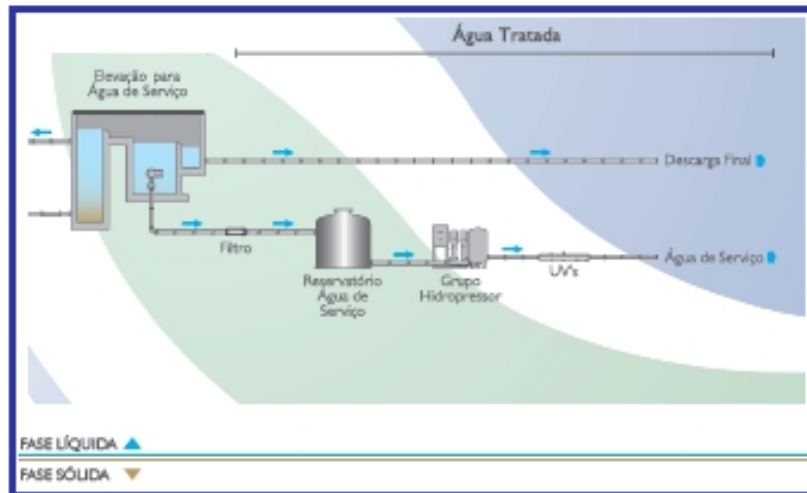 Água Tratada
Elevação para
Água de Serviço
Descarga Final
Filtro
Água de Serviço
Reservatório
Água de
Serviço
Grupo
Hidropressor
UV's
FASE LÍQUIDA
FASE SÓLIDA